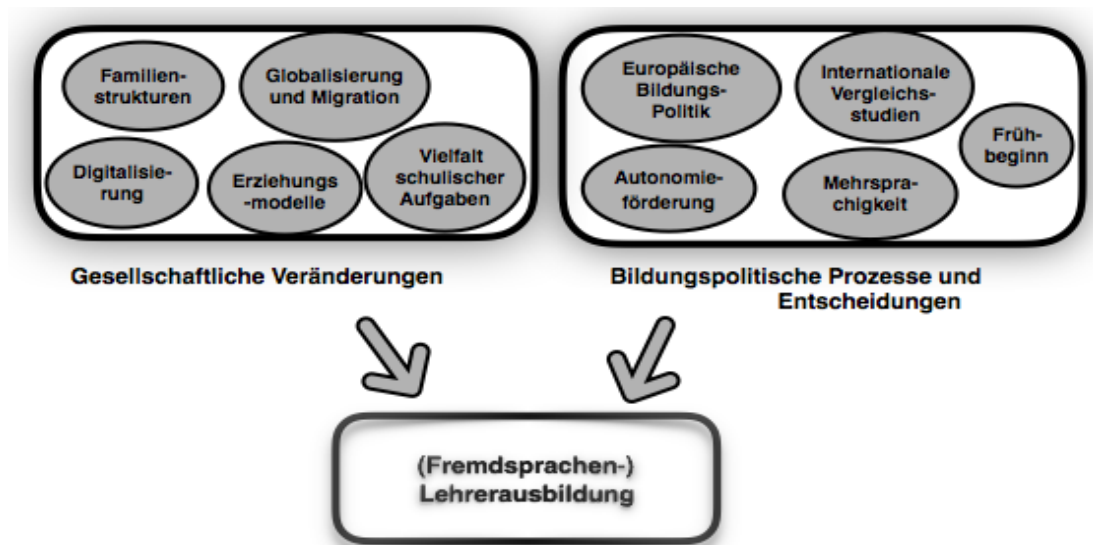 Familien-
strukturen
Globalisierung
und Migration
Digitalisie-
rung
Erziehungs
-modelle
Vielfalt
schulischer
Aufgaben
Gesellschaftliche Veränderungen
Europäische
Bildungs-
Politik
Internationale
Vergleichs-
studien
Früh-
beginn
Autonomie-
förderung
Mehrspra-
chigkeit
Bildungspolitische Prozesse und
Entscheidungen
(Fremdsprachen-)
Lehrerausbildung